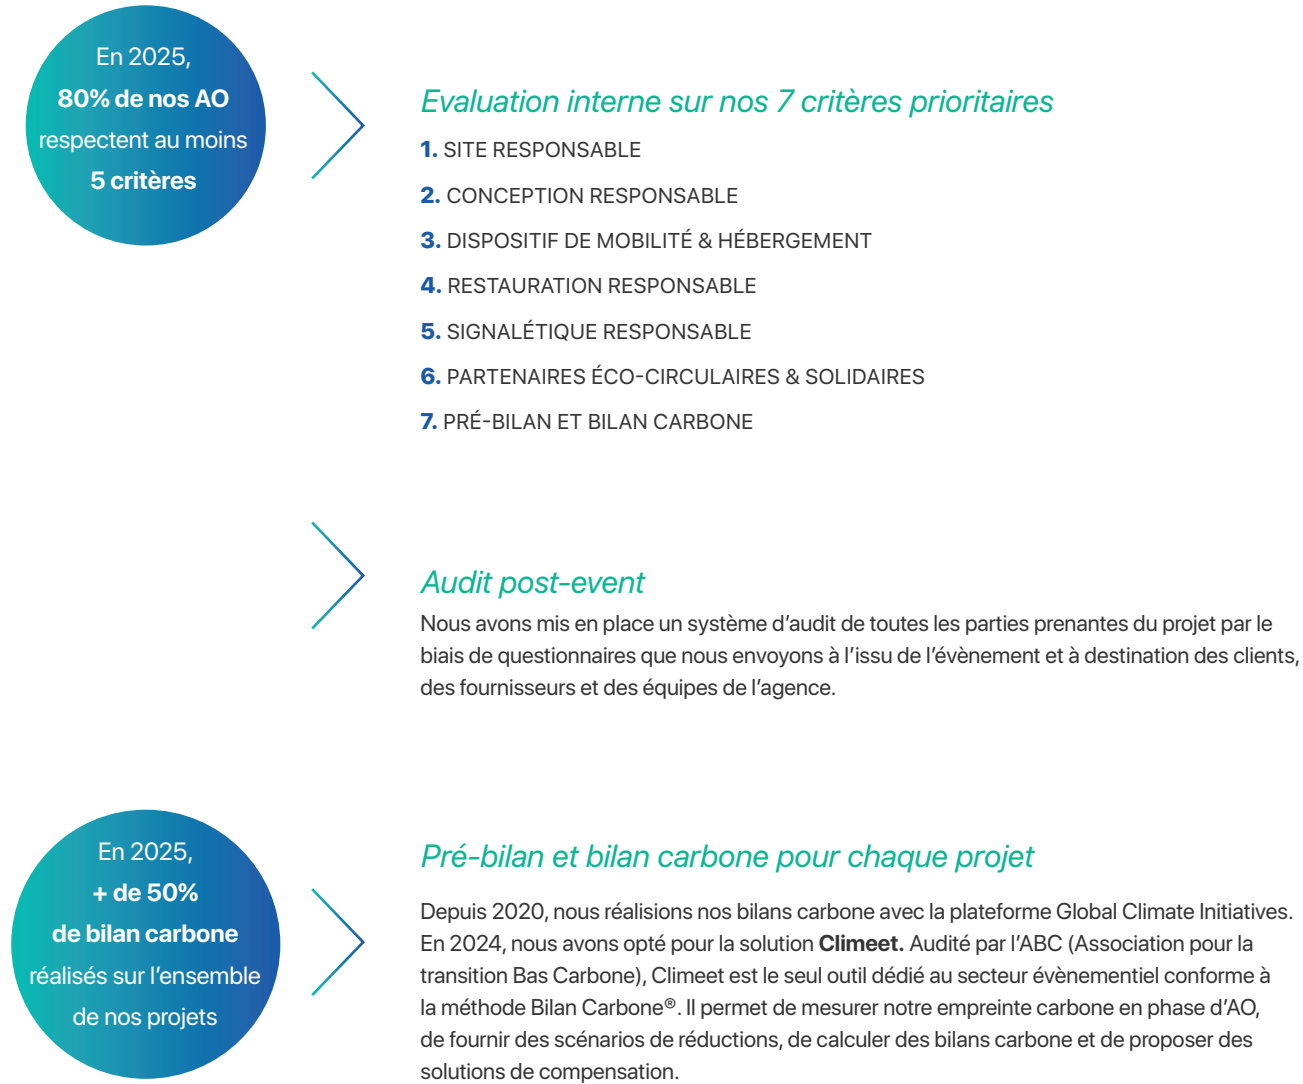 En 2025,
80% de nos AO
respectent au moins
5 critères
Evaluation interne sur nos 7 critères prioritaires
1. SITE RESPONSABLE
2. CONCEPTION RESPONSABLE
3. DISPOSITIF DE MOBILITÉ & HÉBERGEMENT
4. RESTAURATION RESPONSABLE
5. SIGNALÉTIQUE RESPONSABLE
6. PARTENAIRES ÉCO-CIRCULAIRES & SOLIDAIRES
7. PRÉ-BILAN ET BILAN CARBONE
Audit post-event
Nous avons mis en place un système d’audit de toutes les parties prenantes du projet par le
biais de questionnaires que nous envoyons à l’issu de l’évènement et à destination des clients,
des fournisseurs et des équipes de l’agence.
En 2025,
+ de 50%
de bilan carbone
réalisés sur l’ensemble
de nos projets
Pré-bilan et bilan carbone pour chaque projet
Depuis 2020, nous réalisions nos bilans carbone avec la plateforme Global Climate Initiatives.
En 2024, nous avons opté pour la solution Climeet. Audité par l’ABC (Association pour la
transition Bas Carbone), Climeet est le seul outil dédié au secteur évènementiel conforme à
la méthode Bilan Carbone®. Il permet de mesurer notre empreinte carbone en phase d’AO,
de fournir des scénarios de réductions, de calculer des bilans carbone et de proposer des
solutions de compensation.